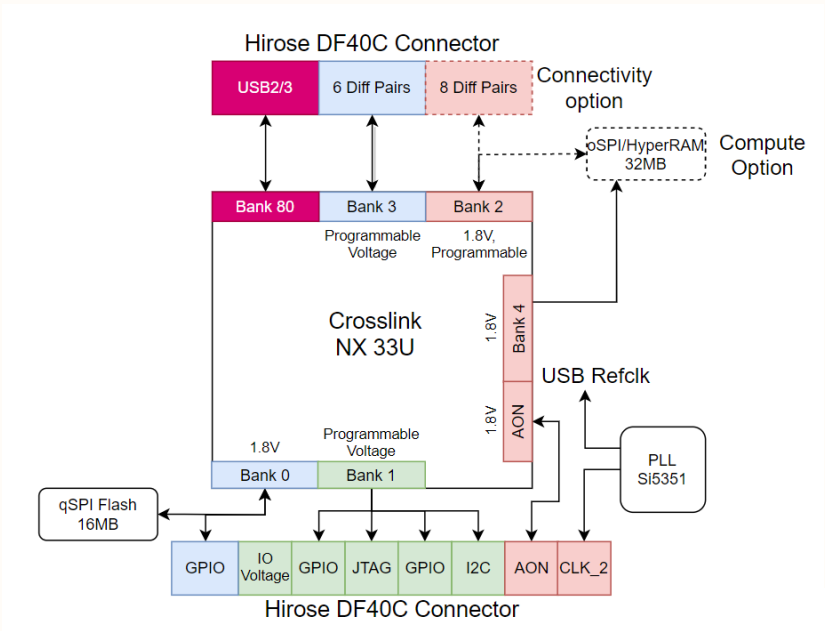 Hirose DF40C Connector
USB2/3
6 Diff Pairs
8 Diff Pairs
Connectivity
option
oSPI/HyperRAM
32MB
Compute
Option
Bank 80
Bank 3
Bank 2
Programmable
Voltage
1.8V,
Programmable
Crosslink
NX 33U
1.8V
Bank 4
USB Refclk
1.8V
AON
PLL
Si5351
1.8V
Programmable
Voltage
Bank 0
Bank 1
qSPI Flash
16MB
GPIO
IO
Voltage
GPIO
JTAG
GPIO
I2C
AON
CLK_2
Hirose DF40C Connector